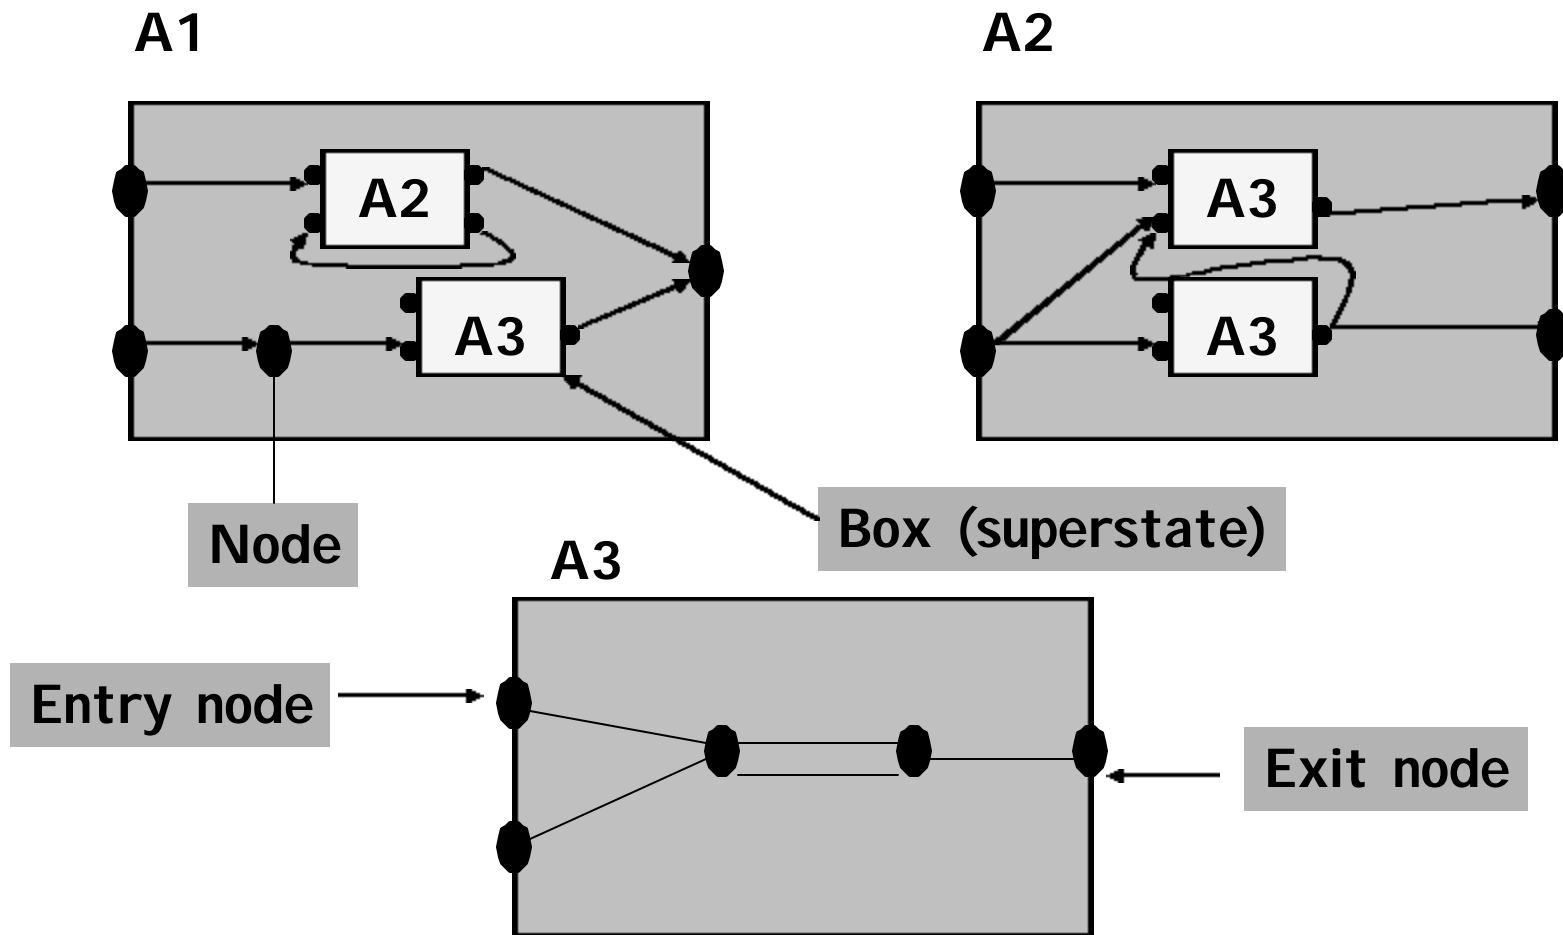 A1
A2
A2
A3
A3
A3
Node
Box (superstate)
A3
Entry node
Exit node